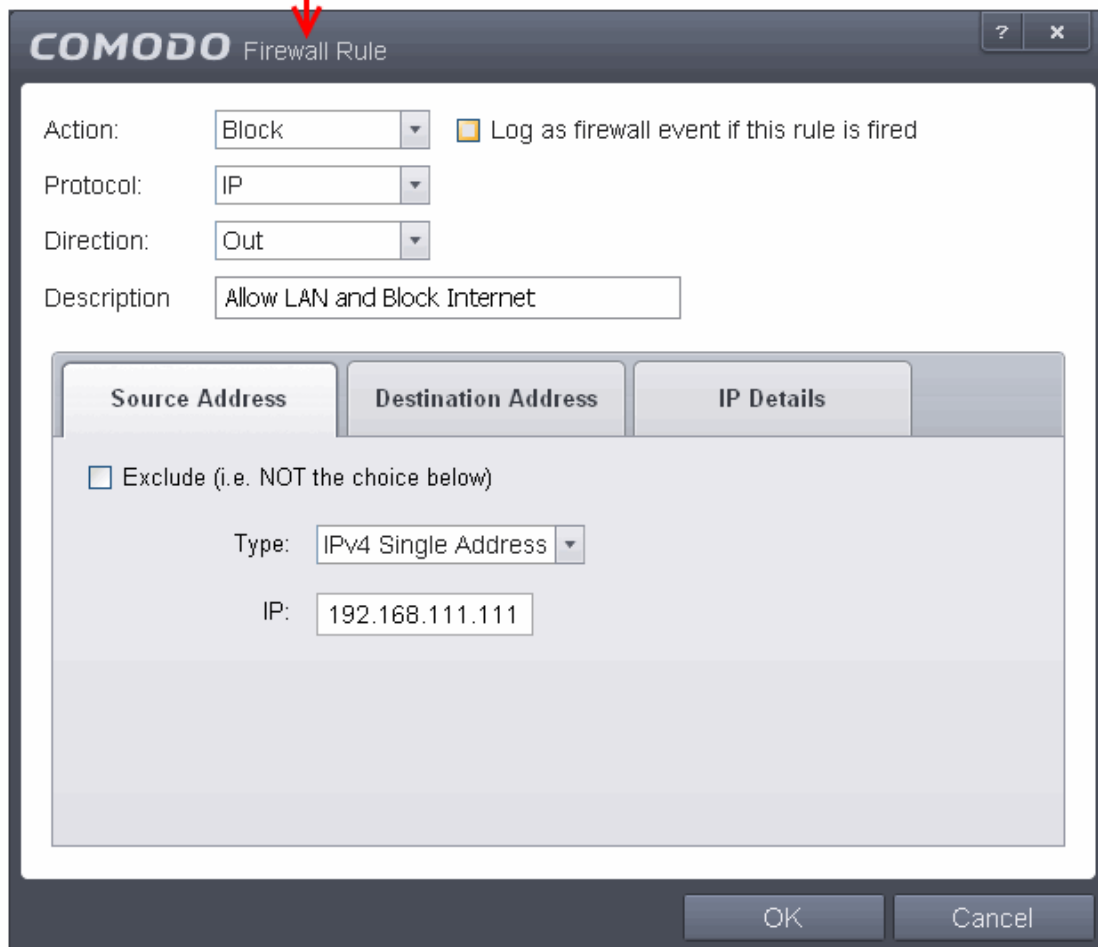 COMODO Firewall Rule ? x
Action: Block Log as firewall event if this rule is fired
Protocol: IP
Direction: Out
Description Allow LAN and Block Internet
Source Address Destination Address IP Details
Exclude (i.e. NOT the choice below)
Type: IPv4 Single Address
IP: 192.168.111.111
OK Cancel